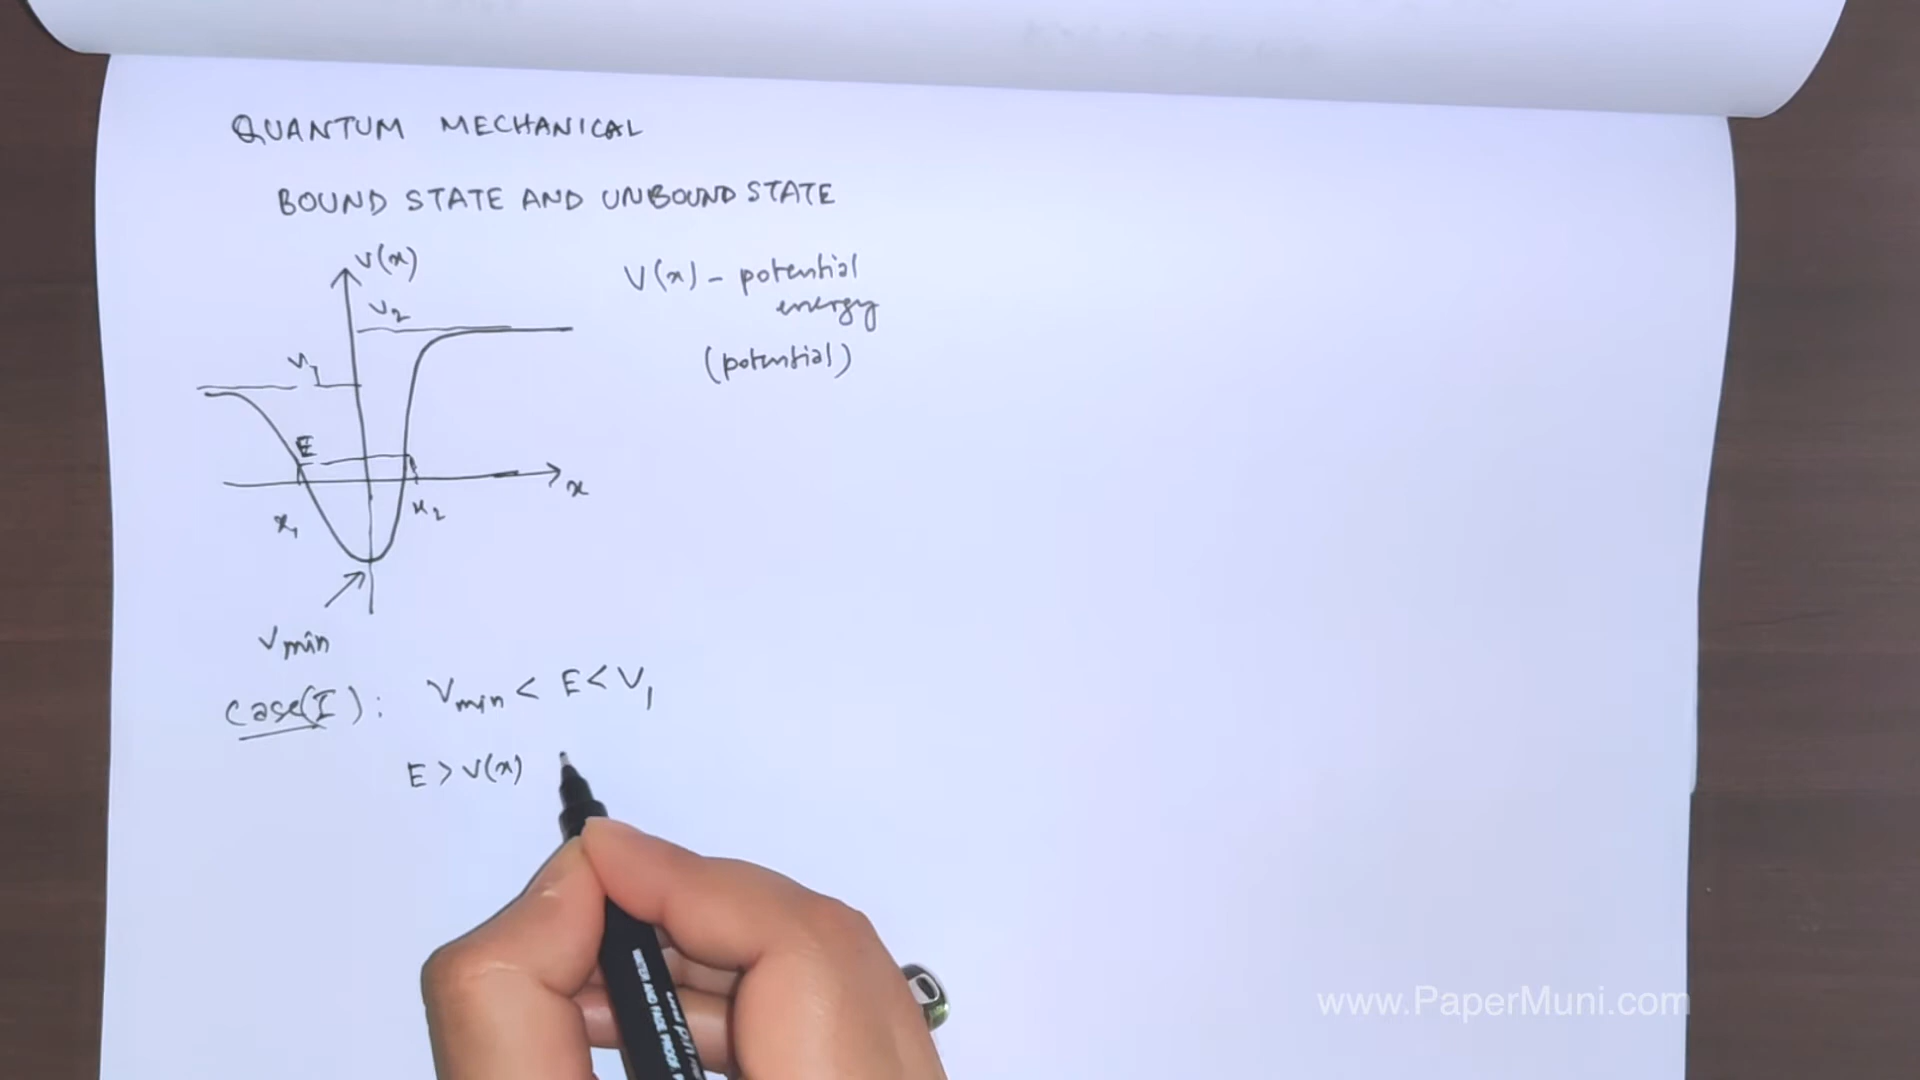 QUANTUM MECHANICAL
BOUND STATE AND UNBOUND STATE
V(x)
V(x) - potential
energy
V2
(potential)
V1
E
x
x1
x2
Vmin
Case(I): Vmin < E < V1
E > V(x)
www.PaperMuni.com